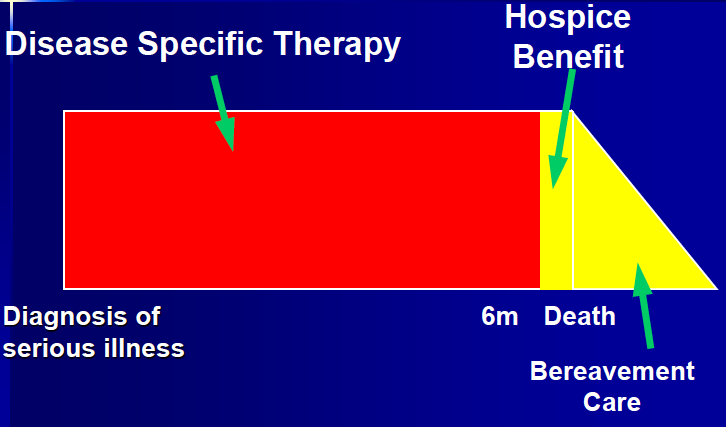 Disease Specific Therapy
Hospice
Benefit
Diagnosis of
serious illness
6m
Death
Bereavement
Care